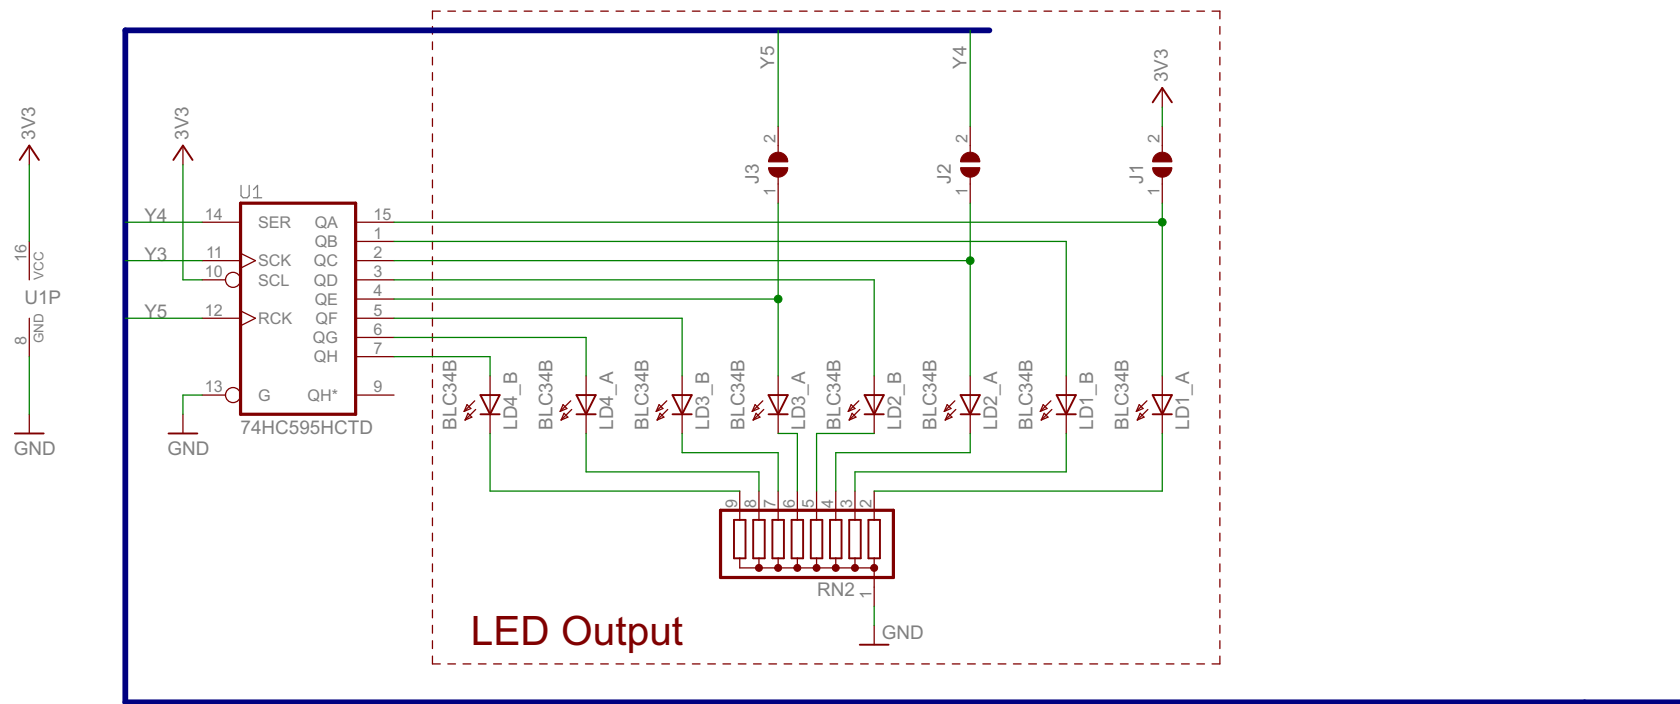 3V3
16
VCC
U1P
GND
8
GND
3V3
Y4
Y3
Y5
14
11
10
12
13
GND
U1
SER
SCK
SCL
RCK
G
QA
QB
QC
QD
QE
QF
QG
QH
QH*
15
1
2
3
4
5
6
7
9
74HC595HCTD
Y5
2
J3
1
Y4
2
J2
1
3V3
2
J1
1
BLC34B
LD4_B
BLC34B
LD4_A
BLC34B
LD3_B
BLC34B
LD3_A
BLC34B
LD2_B
BLC34B
LD2_A
BLC34B
LD1_B
BLC34B
LD1_A
9
8
7
6
5
4
3
2
RN2
1
GND
LED Output